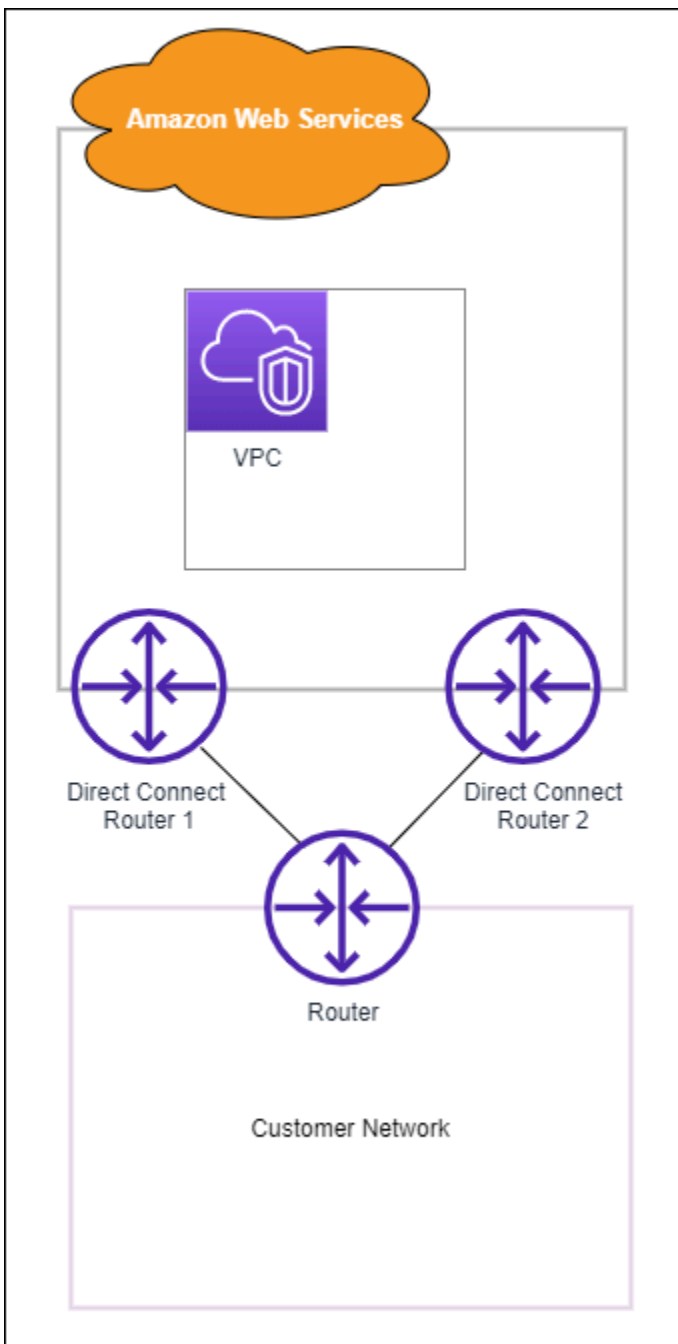 Amazon Web Services
VPC
Direct Connect
Router 1
Direct Connect
Router 2
Router
Customer Network